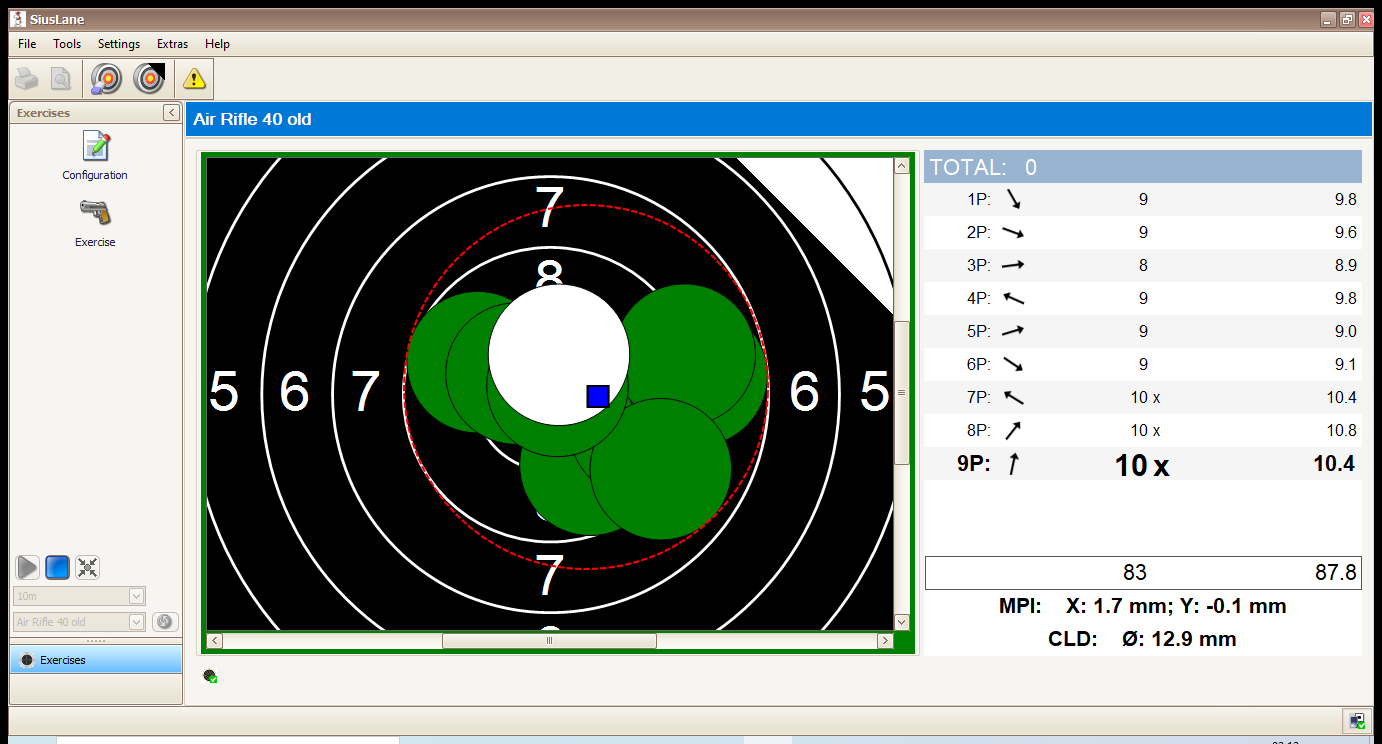 SiusLane
File Tools Settings Extras Help
Exercises
Configuration
Exercise
10m
Air Rifle 40 old
Exercises
Air Rifle 40 old
7
8
5 6 7 6 5
7
TOTAL: 0
1P: 9 9.8
2P: 9 9.6
3P: 8 8.9
4P: 9 9.8
5P: 9 9.0
6P: 9 9.1
7P: 10 x 10.4
8P: 10 x 10.8
9P: 10 x 10.4
83 87.8
MPI: X: 1.7 mm; Y: -0.1 mm
CLD: Ø: 12.9 mm